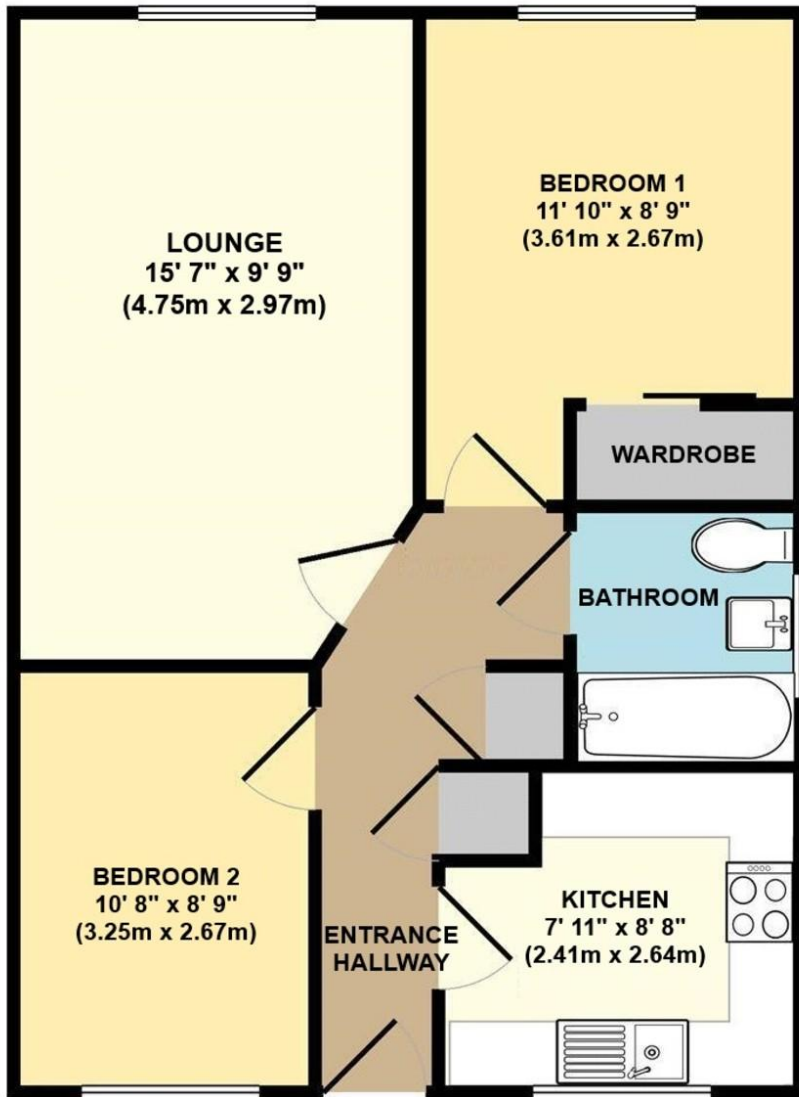 LOUNGE
15' 7" x 9' 9"
(4.75m x 2.97m)
BEDROOM 1
11' 10" x 8' 9"
(3.61m x 2.67m)
WARDROBE
BATHROOM
BEDROOM 2
10' 8" x 8' 9"
(3.25m x 2.67m)
ENTRANCE
HALLWAY
KITCHEN
7' 11" x 8' 8"
(2.41m x 2.64m)